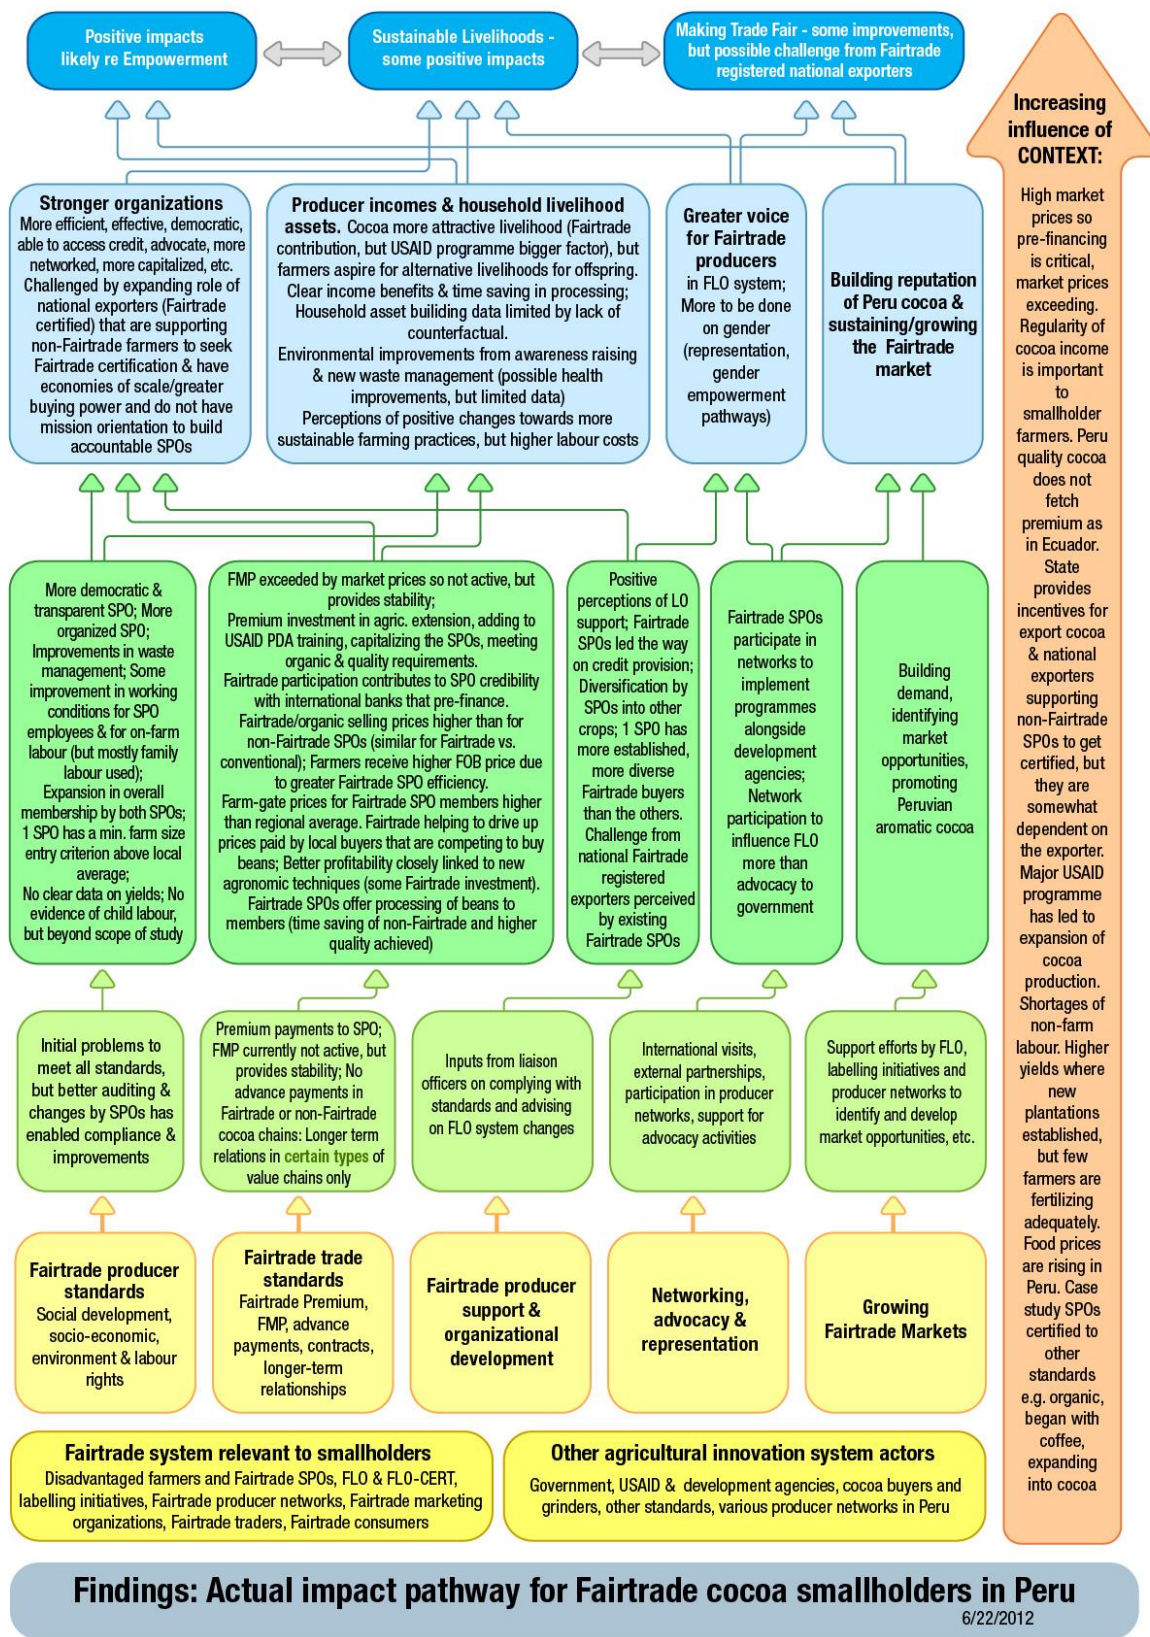 Positive impacts
likely re Empowerment
Sustainable Livelihoods -
some positive impacts
Making Trade Fair - some improvements,
but possible challenge from Fairtrade
registered national exporters
Stronger organizations
More efficient, effective, democratic,
able to access credit, advocate, more
networked, more capitalized, etc.
Challenged by expanding role of
national exporters (Fairtrade
certified) that are supporting
non-Fairtrade farmers to seek
Fairtrade certification & have
economies of scale/greater
buying power and do not have
mission orientation to build
accountable SPOs
Producer incomes & household livelihood
assets. Cocoa more attractive livelihood (Fairtrade
contribution, but USAID programme bigger factor), but
farmers aspire for alternative livelihoods for offspring.
Clear income benefits & time saving in processing;
Household asset builiding data limited by lack of
counterfactual.
Environmental improvements from awareness raising
& new waste management (possible health
improvements, but limited data)
Perceptions of positive changes towards more
sustainable farming practices, but higher labour costs
Greater voice
for Fairtrade
producers
in FLO system;
More to be done
on gender
(representation,
gender
empowerment
pathways)
Building reputation
of Peru cocoa &
sustaining/growing
the Fairtrade
market
More democratic &
transparent SPO; More
organized SPO;
Improvements in waste
management; Some
improvement in working
conditions for SPO
employees & for on-farm
labour (but mostly family
labour used);
Expansion in overall
membership by both SPOs;
1 SPO has a min. farm size
entry criterion above local
average;
No clear data on yields; No
evidence of child labour,
but beyond scope of study
FMP exceeded by market prices so not active, but
provides stability;
Premium investment in agric. extension, adding to
USAID PDA training, capitalizing the SPOs, meeting
organic & quality requirements.
Fairtrade participation contributes to SPO credibility
with international banks that pre-finance.
Fairtrade/organic selling prices higher than for
non-Fairtrade SPOs (similar for Fairtrade vs.
conventional); Farmers receive higher FOB price due
to greater Fairtrade SPO efficiency.
Farm-gate prices for Fairtrade SPO members higher
than regional average. Fairtrade helping to drive up
prices paid by local buyers that are competing to buy
beans; Better profitability closely linked to new
agronomic techniques (some Fairtrade investment).
Fairtrade SPOs offer processing of beans to
members (time saving of non-Fairtrade and higher
quality achieved)
Positive
perceptions of LO
support; Fairtrade
SPOs led the way
on credit provision;
Diversification by
SPOs into other
crops; 1 SPO has
more established,
more diverse
Fairtrade buyers
than the others.
Challenge from
national Fairtrade
registered
exporters perceived
by existing
Fairtrade SPOs
Fairtrade SPOs
participate in
networks to
implement
programmes
alongside
development
agencies;
Network
participation to
influence FLO
more than
advocacy to
government
Building
demand,
identifying
market
opportunities,
promoting
Peruvian
aromatic cocoa
Initial problems to
meet all standards,
but better auditing &
changes by SPOs has
enabled compliance &
improvements
Premium payments to SPO;
FMP currently not active, but
provides stability; No
advance payments in
Fairtrade or non-Fairtrade
cocoa chains: Longer term
relations in certain types of
value chains only
Inputs from liaison
officers on complying with
standards and advising
on FLO system changes
International visits,
external partnerships,
participation in producer
networks, support for
advocacy activities
Support efforts by FLO,
labelling initiatives and
producer networks to
identify and develop
market opportunities, etc.
Fairtrade producer
standards
Social development,
socio-economic,
environment & labour
rights
Fairtrade trade
standards
Fairtrade Premium,
FMP, advance
payments, contracts,
longer-term
relationships
Fairtrade producer
support &
organizational
development
Networking,
advocacy &
representation
Growing
Fairtrade Markets
Fairtrade system relevant to smallholders
Disadvantaged farmers and Fairtrade SPOs, FLO & FLO-CERT,
labelling initiatives, Fairtrade producer networks, Fairtrade marketing
organizations, Fairtrade traders, Fairtrade consumers
Other agricultural innovation system actors
Government, USAID & development agencies, cocoa buyers and
grinders, other standards, various producer networks in Peru
Increasing
influence of
CONTEXT:
High market
prices so
pre-financing
is critical,
market prices
exceeding.
Regularity of
cocoa income
is important
to
smallholder
farmers. Peru
quality cocoa
does not
fetch
premium as
in Ecuador.
State
provides
incentives for
export cocoa
& national
exporters
supporting
non-Fairtrade
SPOs to get
certified, but
they are
somewhat
dependent on
the exporter.
Major USAID
programme
has led to
expansion of
cocoa
production.
Shortages of
non-farm
labour. Higher
yields where
new
plantations
established,
but few
farmers are
fertilizing
adequately.
Food prices
are rising in
Peru. Case
study SPOs
certified to
other
standards
e.g. organic,
began with
coffee,
expanding
into cocoa
Findings: Actual impact pathway for Fairtrade cocoa smallholders in Peru
6/22/2012